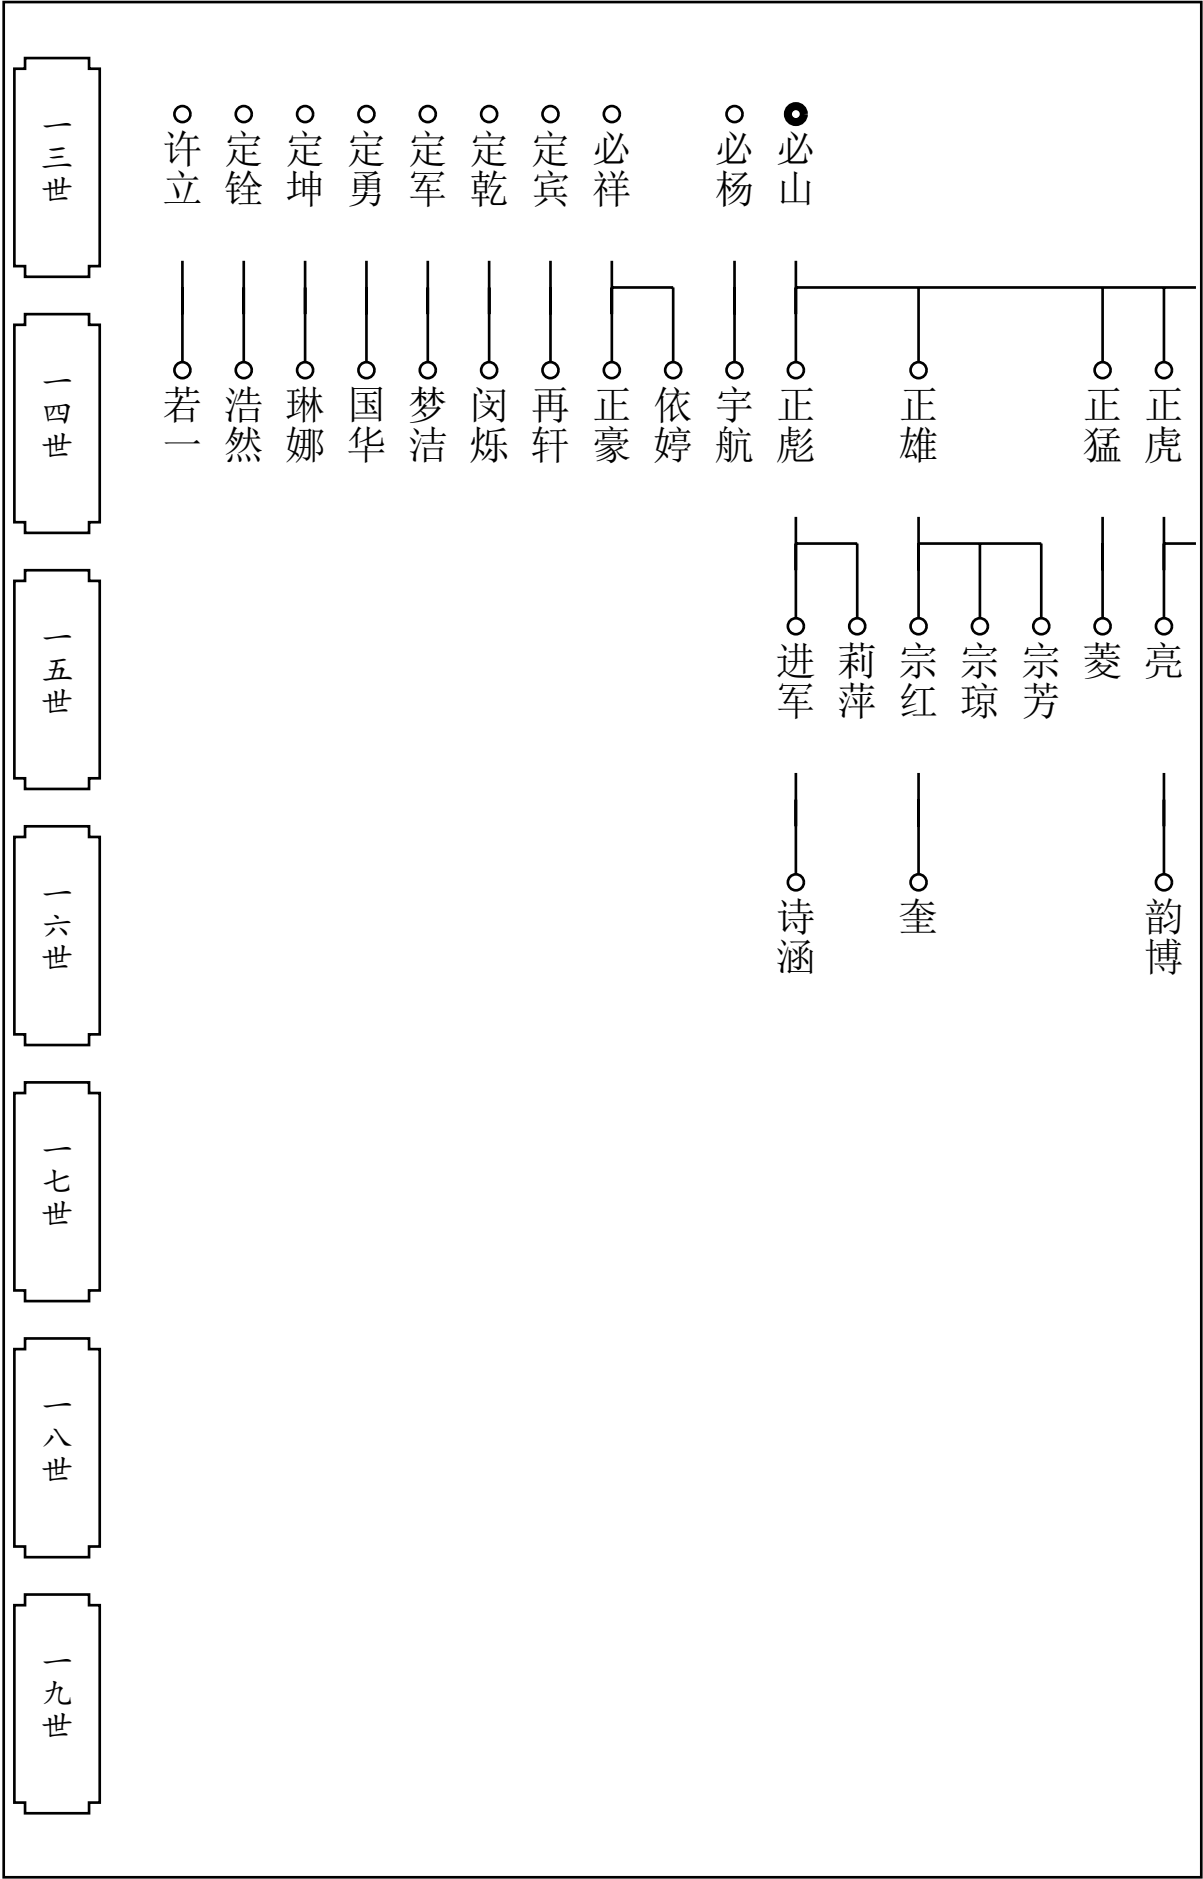 一三世
必山
必杨
必祥
定宾
定乾
定军
定勇
定坤
定铨
许立
一四世
正虎
正猛
正雄
正彪
宇航
依婷
正豪
再轩
闵烁
梦洁
国华
琳娜
浩然
若一
一五世
亮
菱
宗芳
宗琼
宗红
莉萍
进军
一六世
韵博
奎
诗涵
一七世
一八世
一九世